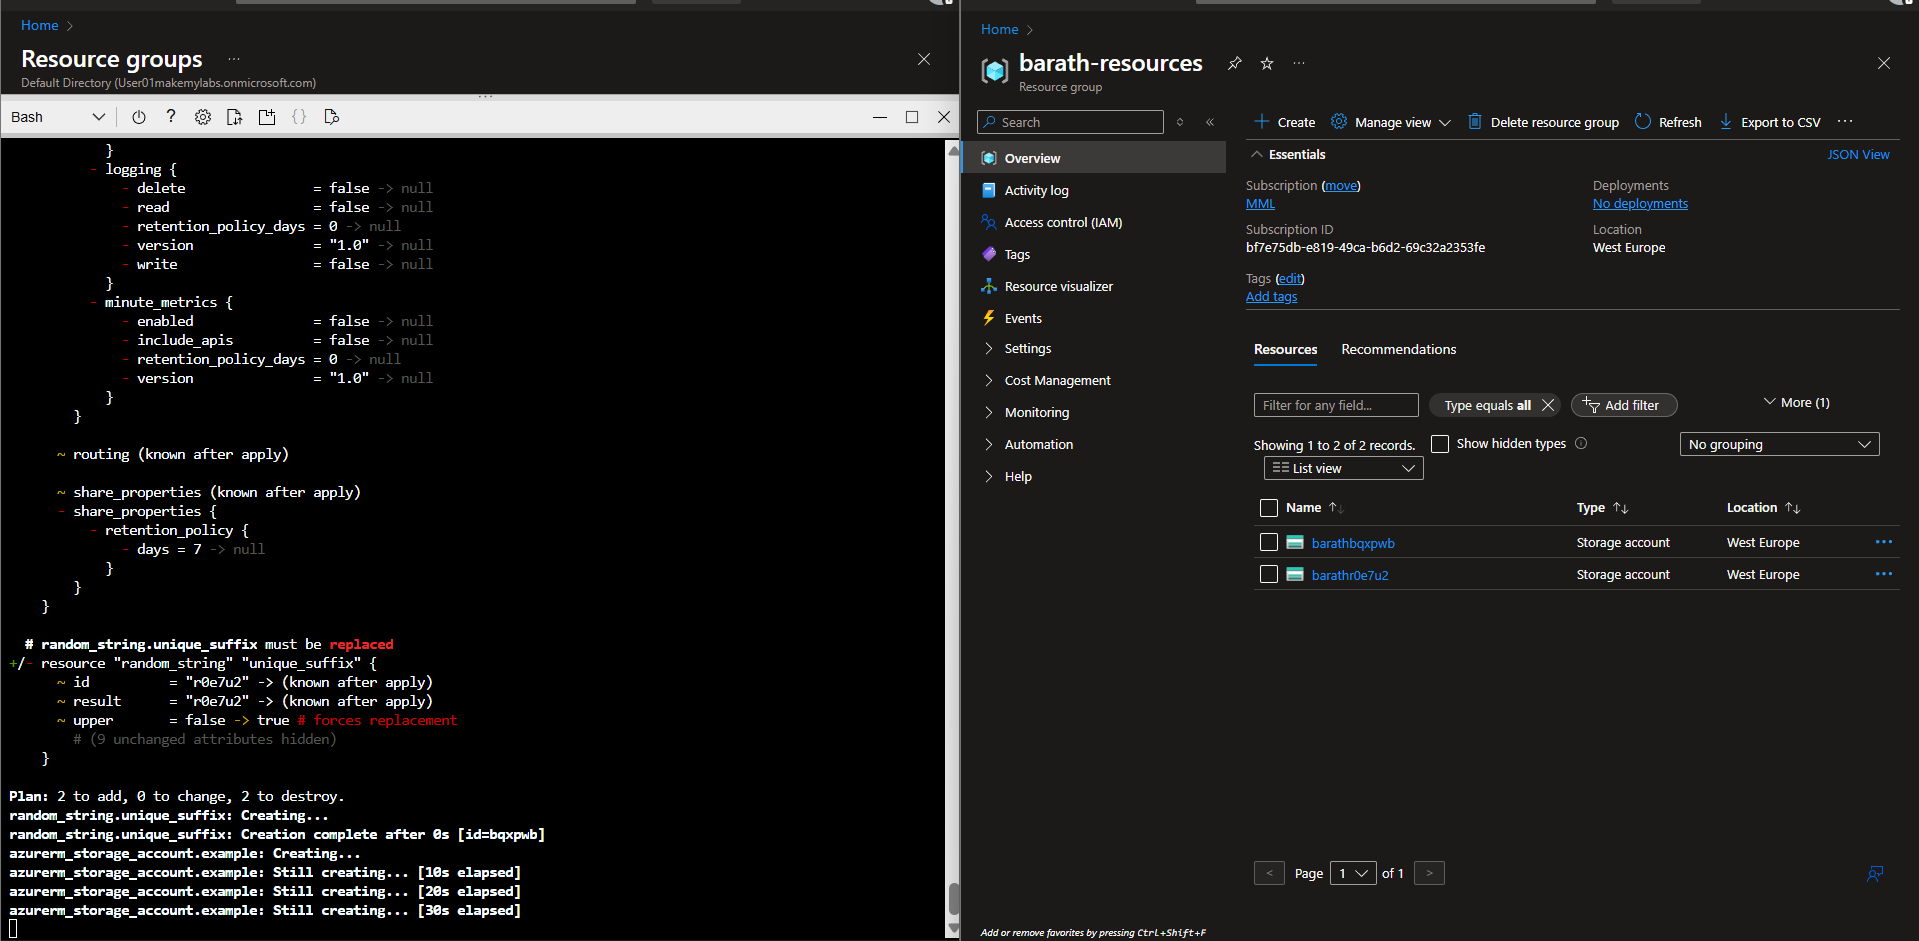 Home >
Resource groups ...
Default Directory (User01makemylabs.onmicrosoft.com)
Bash
}
- logging {
- delete = false -> null
- read = false -> null
- retention_policy_days = 0 -> null
- version = "1.0" -> null
- write = false -> null
}
- minute_metrics {
- enabled = false -> null
- include_apis = false -> null
- retention_policy_days = 0 -> null
- version = "1.0" -> null
}
}
~ routing (known after apply)
~ share_properties (known after apply)
- share_properties {
- retention_policy {
- days = 7 -> null
}
}
}
# random_string.unique_suffix must be replaced
+/- resource "random_string" "unique_suffix" {
~ id = "r0e7u2" -> (known after apply)
~ result = "r0e7u2" -> (known after apply)
~ upper = false -> true # forces replacement
# (9 unchanged attributes hidden)
}
Plan: 2 to add, 0 to change, 2 to destroy.
random_string.unique_suffix: Creating...
random_string.unique_suffix: Creation complete after 0s [id=bqxpwb]
azurerm_storage_account.example: Creating...
azurerm_storage_account.example: Still creating... [10s elapsed]
azurerm_storage_account.example: Still creating... [20s elapsed]
azurerm_storage_account.example: Still creating... [30s elapsed]
Home >
barath-resources ...
Resource group
Search
Overview
Activity log
Access control (IAM)
Tags
Resource visualizer
Events
Settings
Cost Management
Monitoring
Automation
Help
Create Manage view Delete resource group Refresh Export to CSV ...
Essentials JSON View
Subscription (move)
MML
Subscription ID
bf7e75db-e819-49ca-b6d2-69c32a2353fe
Deployments
No deployments
Location
West Europe
Tags (edit)
Add tags
Resources Recommendations
Filter for any field... Type equals all Add filter More (1)
Showing 1 to 2 of 2 records. Show hidden types No grouping
List view
Name Type Location
barathbqxpwb Storage account West Europe ...
barathr0e7u2 Storage account West Europe ...
< Page 1 of 1 >
Add or remove favorites by pressing Ctrl+Shift+F